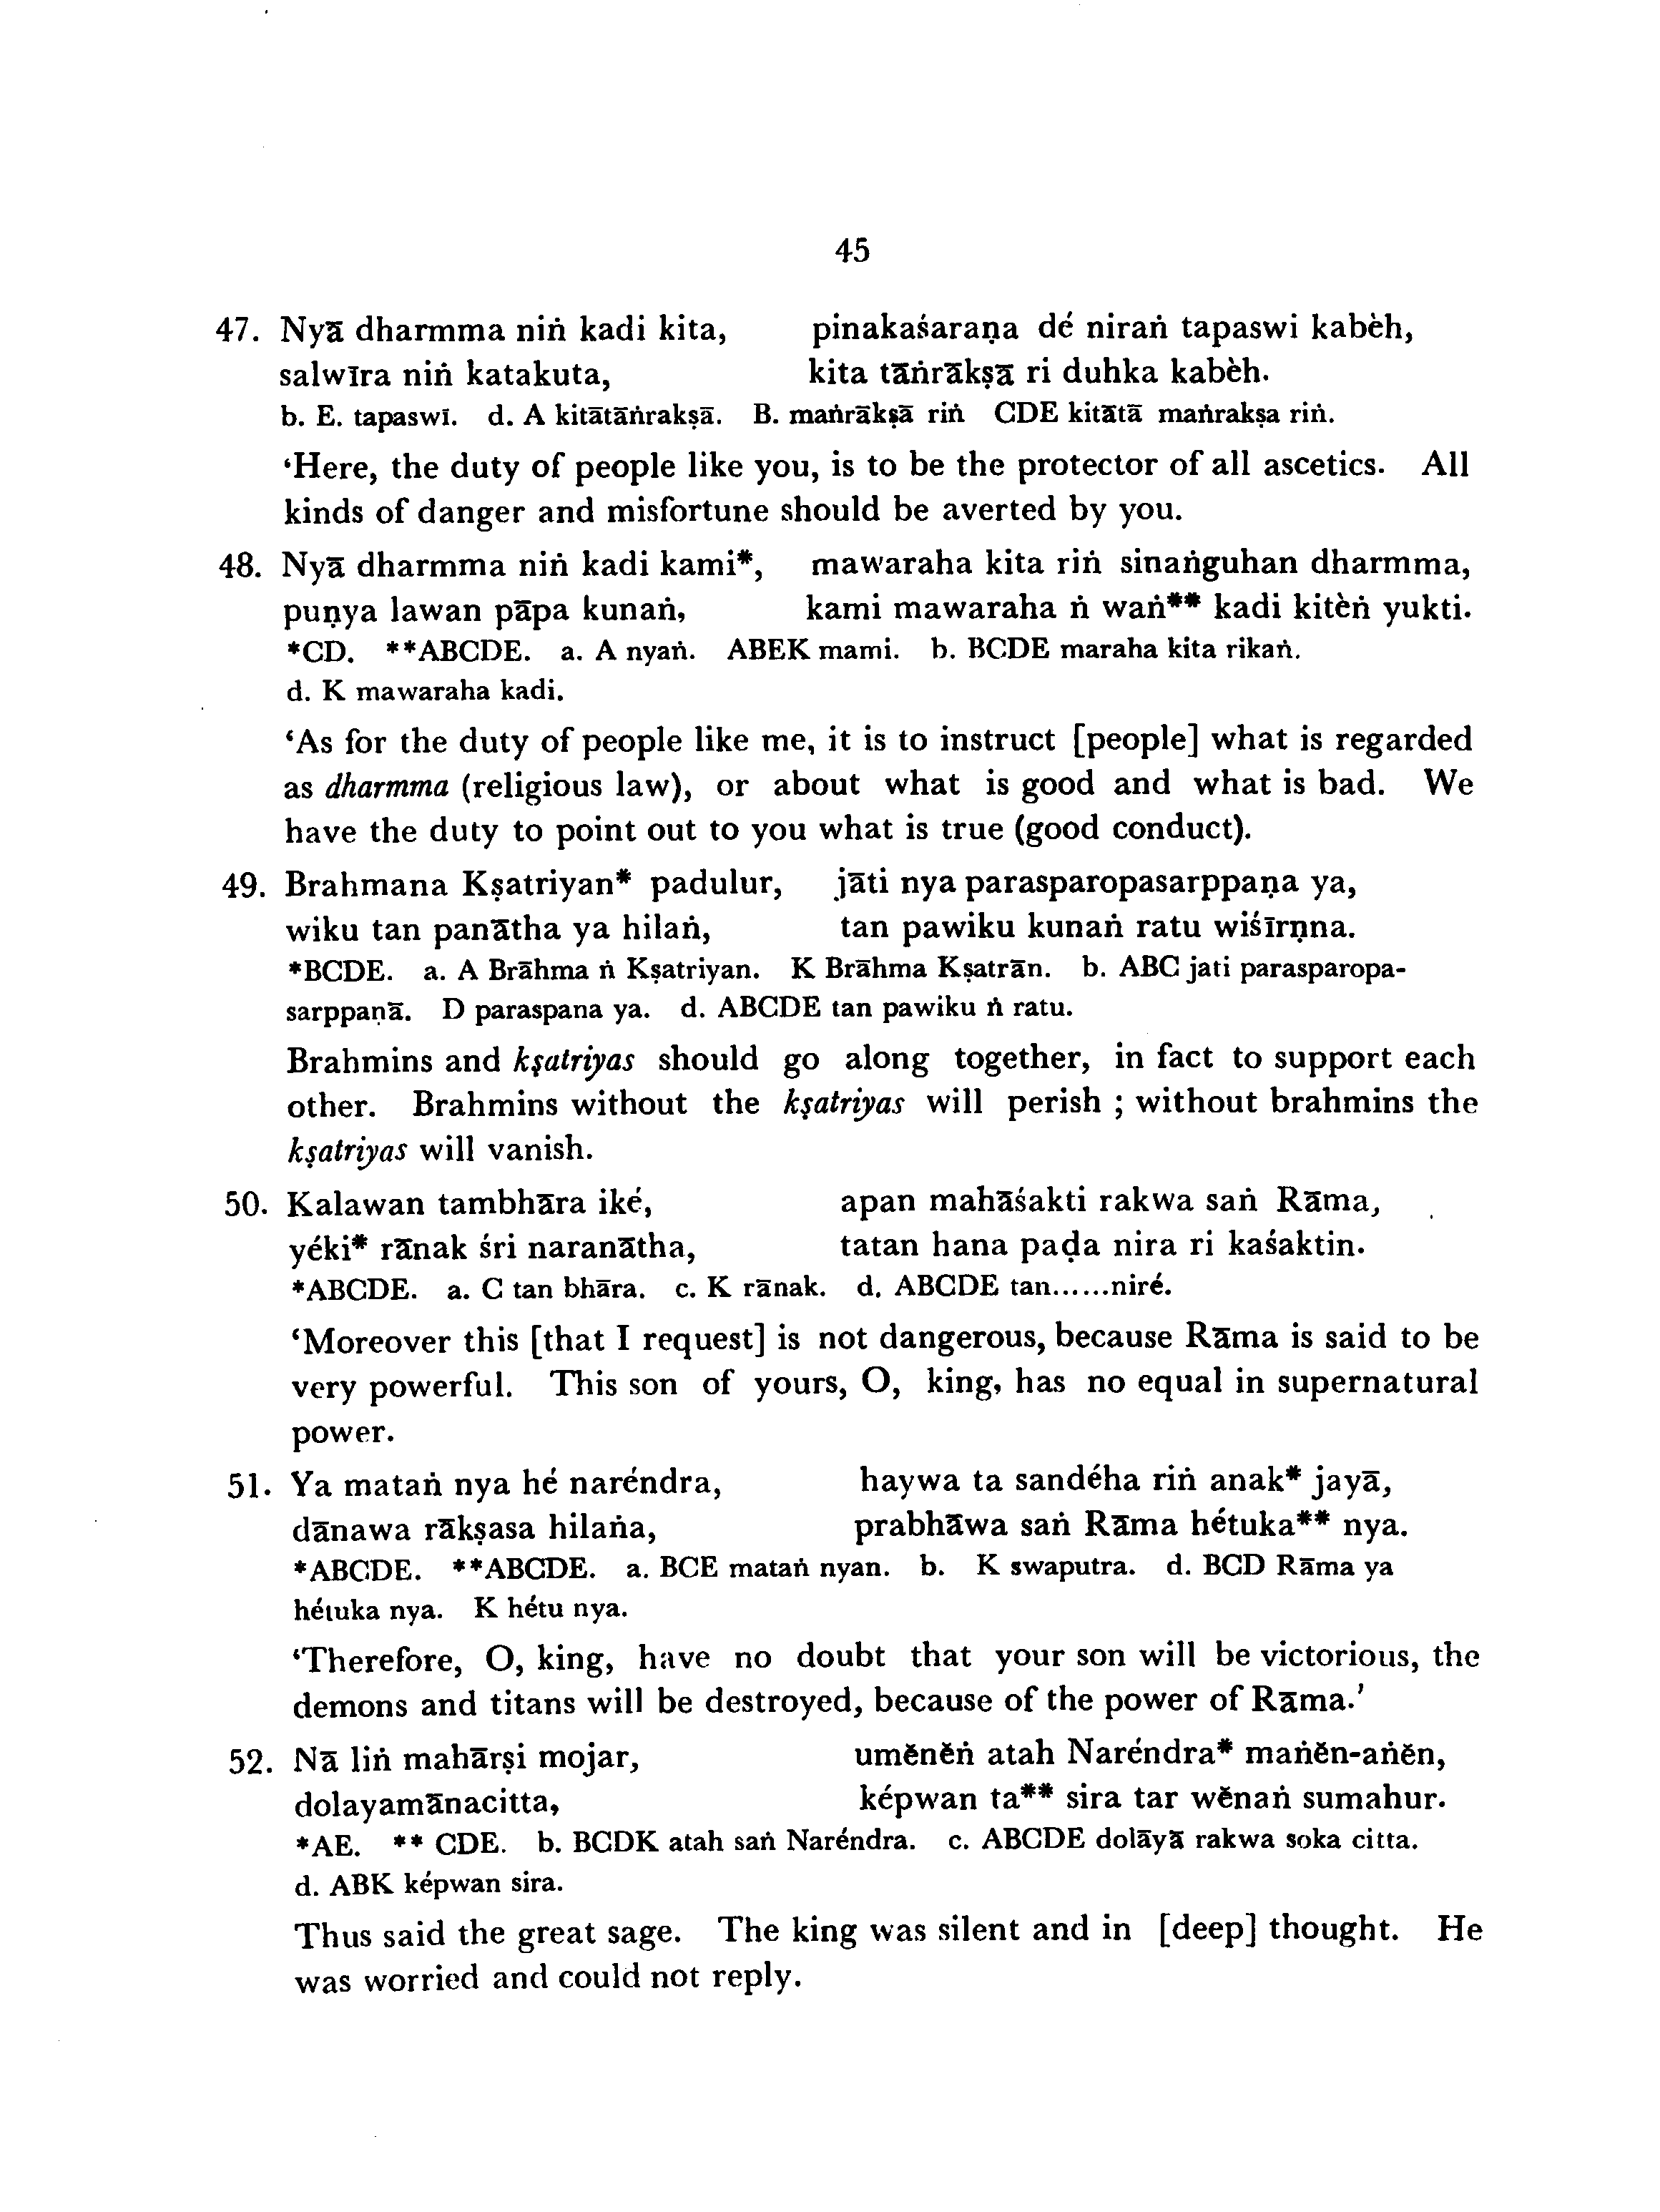 45
47. Nyā dharmma niṅ kadi kita, pinakaśaraṇa dé niraṅ tapaswi kabèh,
salwīra niṅ katakuta, kita tāṅrākṣā ri duhka kabèh.
b. E. tapaswī. d. A kitātāṅrakṣā. B. maṅrākṣā riṅ CDE kitātā maṅrakṣa riṅ.
‘Here, the duty of people like you, is to be the protector of all ascetics. All
kinds of danger and misfortune should be averted by you.
48. Nyā dharmma niṅ kadi kami*, mawaraha kita riṅ sinaṅguhan dharmma,
puṇya lawan pāpa kunaṅ, kami mawaraha ṅ waṅ** kadi kitèṅ yukti.
*CD. **ABCDE. a. A nyaṅ. ABEK mami. b. BCDE maraha kita rikaṅ.
d. K mawaraha kadi.
‘As for the duty of people like me, it is to instruct [people] what is regarded
as dharmma (religious law), or about what is good and what is bad. We
have the duty to point out to you what is true (good conduct).
49. Brahmana Kṣatriyan* padulur, jāti nya parasparopasarppaṇa ya,
wiku tan panātha ya hilaṅ, tan pawiku kunaṅ ratu wiśīrṇna.
*BCDE. a. A Brāhma ṅ Kṣatriyan. K Brāhma Kṣatrān. b. ABC jati parasparopa-
sarppaṇā. D paraspana ya. d. ABCDE tan pawiku ṅ ratu.
Brahmins and kṣatriyas should go along together, in fact to support each
other. Brahmins without the kṣatriyas will perish ; without brahmins the
kṣatriyas will vanish.
50. Kalawan tambhāra iké, apan mahāśakti rakwa saṅ Rāma,
yéki* rānak śri naranātha, tatan hana paḍa nira ri kaśaktin.
*ABCDE. a. C tan bhāra. c. K rānak. d. ABCDE tan......niré.
‘Moreover this [that I request] is not dangerous, because Rāma is said to be
very powerful. This son of yours, O, king, has no equal in supernatural
power.
51. Ya mataṅ nya hé naréndra, haywa ta sandéha riṅ anak* jayā,
dānawa rākṣasa hilaṅa, prabhāwa saṅ Rāma hétuka** nya.
*ABCDE. **ABCDE. a. BCE mataṅ nyan. b. K swaputra. d. BCD Rāma ya
hétuka nya. K hétu nya.
‘Therefore, O, king, have no doubt that your son will be victorious, the
demons and titans will be destroyed, because of the power of Rāma.’
52. Nā liṅ mahārṣi mojar, umĕnĕṅ atah Naréndra* maṅĕn-aṅĕn,
dolayamānacitta, képwan ta** sira tar wĕnaṅ sumahur.
*AE. ** CDE. b. BCDK atah saṅ Naréndra. c. ABCDE dolāyā rakwa soka citta.
d. ABK képwan sira.
Thus said the great sage. The king was silent and in [deep] thought. He
was worried and could not reply.